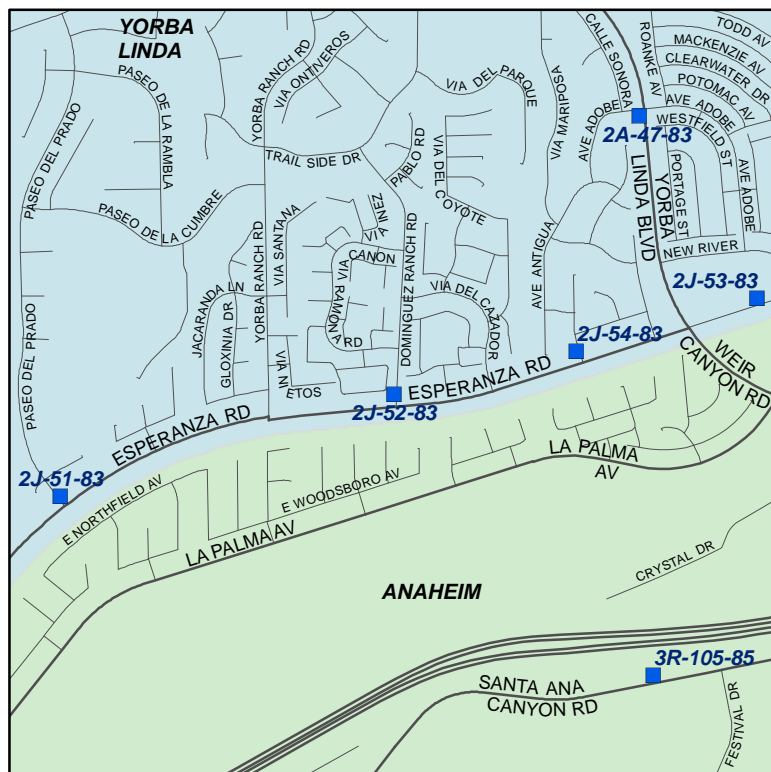 YORBA
LINDA
YORBA RANCH RD
VIA ONTIVEROS
CALLE SONORA
ROANKE AV
TODD AV
MACKENZIE AV
CLEARWATER DR
POTOMAC AV
PASEO DE LA RAMBLA
VIA DEL PARQUE
VIA MARIPOSA
AVE ADOBE
AVE ADOBE
2A-47-83
WESTFIELD ST
PASEO DEL PRADO
TRAIL SIDE DR
PABLO RD
VIA DEL COYOTE
LINDA BLVD
YORBA
PORTAGE ST
AVE ADOBE
PASEO DE LA CUMBRE
YORBA RANCH RD
VIA SANTANA
VIA INEZ
CANON
NEW RIVER
AVE ANTIGUA
2J-53-83
JACARANDA LN
GLOXINIA DR
VIA RAMON A
RD
DOMINGUEZ RANCH RD
VIA DEL CAZADOR
2J-54-83
PASEO DEL PRADO
VIA NI
ETOS
WEIR
CANYON RD
ESPERANZA RD
ESPERANZA RD
2J-52-83
2J-51-83
E NORTHFIELD AV
E WOODSBORO AV
LA PALMA
AV
LA PALMA AV
CRYSTAL DR
ANAHEIM
3R-105-85
SANTA ANA
CANYON RD
FESTIVAL DR